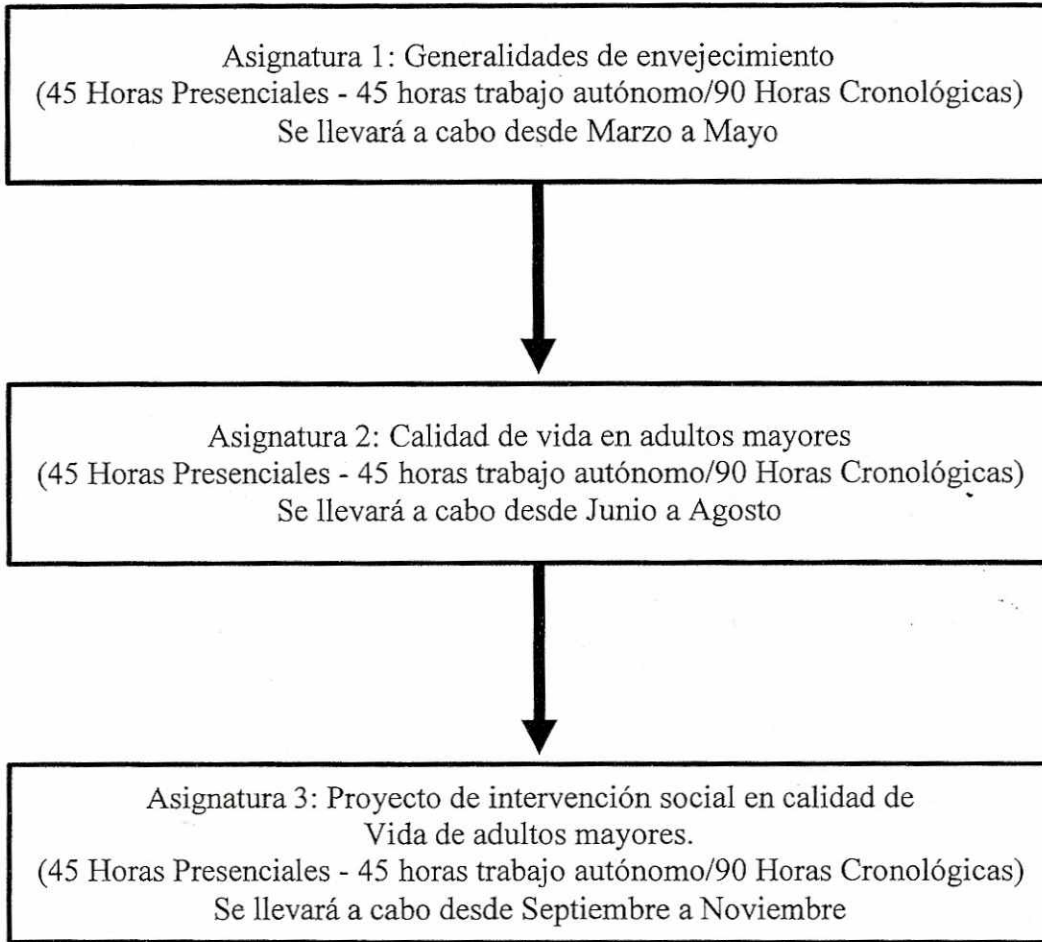 Asignatura 1: Generalidades de envejecimiento
(45 Horas Presenciales - 45 horas trabajo autónomo/90 Horas Cronológicas)
Se llevará a cabo desde Marzo a Mayo
Asignatura 2: Calidad de vida en adultos mayores
(45 Horas Presenciales - 45 horas trabajo autónomo/90 Horas Cronológicas)
Se llevará a cabo desde Junio a Agosto
Asignatura 3: Proyecto de intervención social en calidad de
Vida de adultos mayores.
(45 Horas Presenciales - 45 horas trabajo autónomo/90 Horas Cronológicas)
Se llevará a cabo desde Septiembre a Noviembre